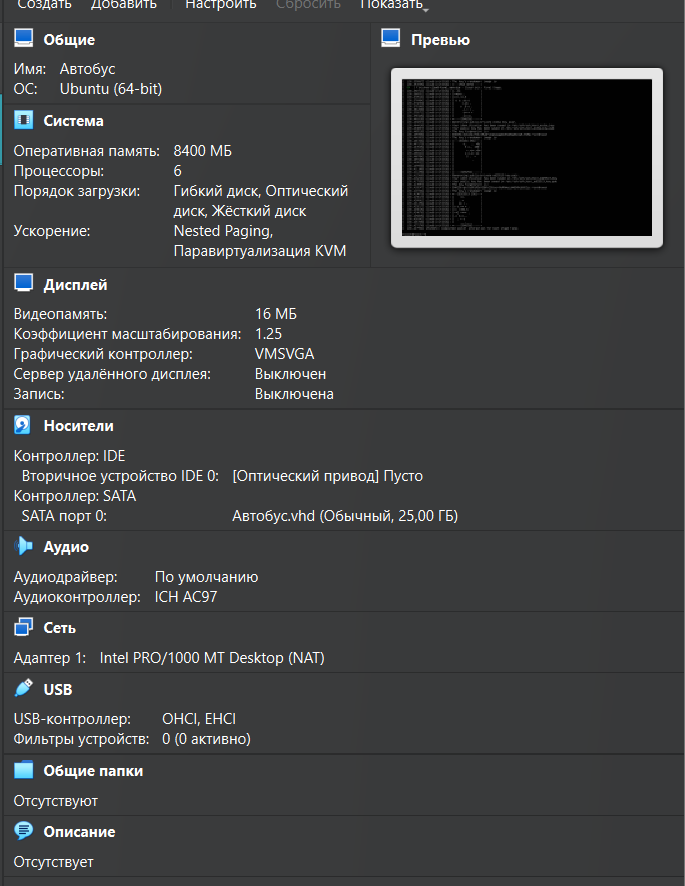 Создать Добавить Настроить Сбросить Показать
Общие
Имя: Автобус
ОС: Ubuntu (64-bit)
Превью
Система
Оперативная память: 8400 МБ
Процессоры: 6
Порядок загрузки: Гибкий диск, Оптический
диск, Жёсткий диск
Ускорение: Nested Paging,
Паравиртуализация KVM
Дисплей
Видеопамять: 16 МБ
Коэффициент масштабирования: 1.25
Графический контроллер: VMSVGA
Сервер удалённого дисплея: Выключен
Запись: Выключена
Носители
Контроллер: IDE
Вторичное устройство IDE 0: [Оптический привод] Пусто
Контроллер: SATA
SATA порт 0: Автобус.vhd (Обычный, 25,00 ГБ)
Аудио
Аудиодрайвер: По умолчанию
Аудиоконтроллер: ICH AC97
Сеть
Адаптер 1: Intel PRO/1000 MT Desktop (NAT)
USB
USB-контроллер: OHCI, EHCI
Фильтры устройств: 0 (0 активно)
Общие папки
Отсутствуют
Описание
Отсутствует